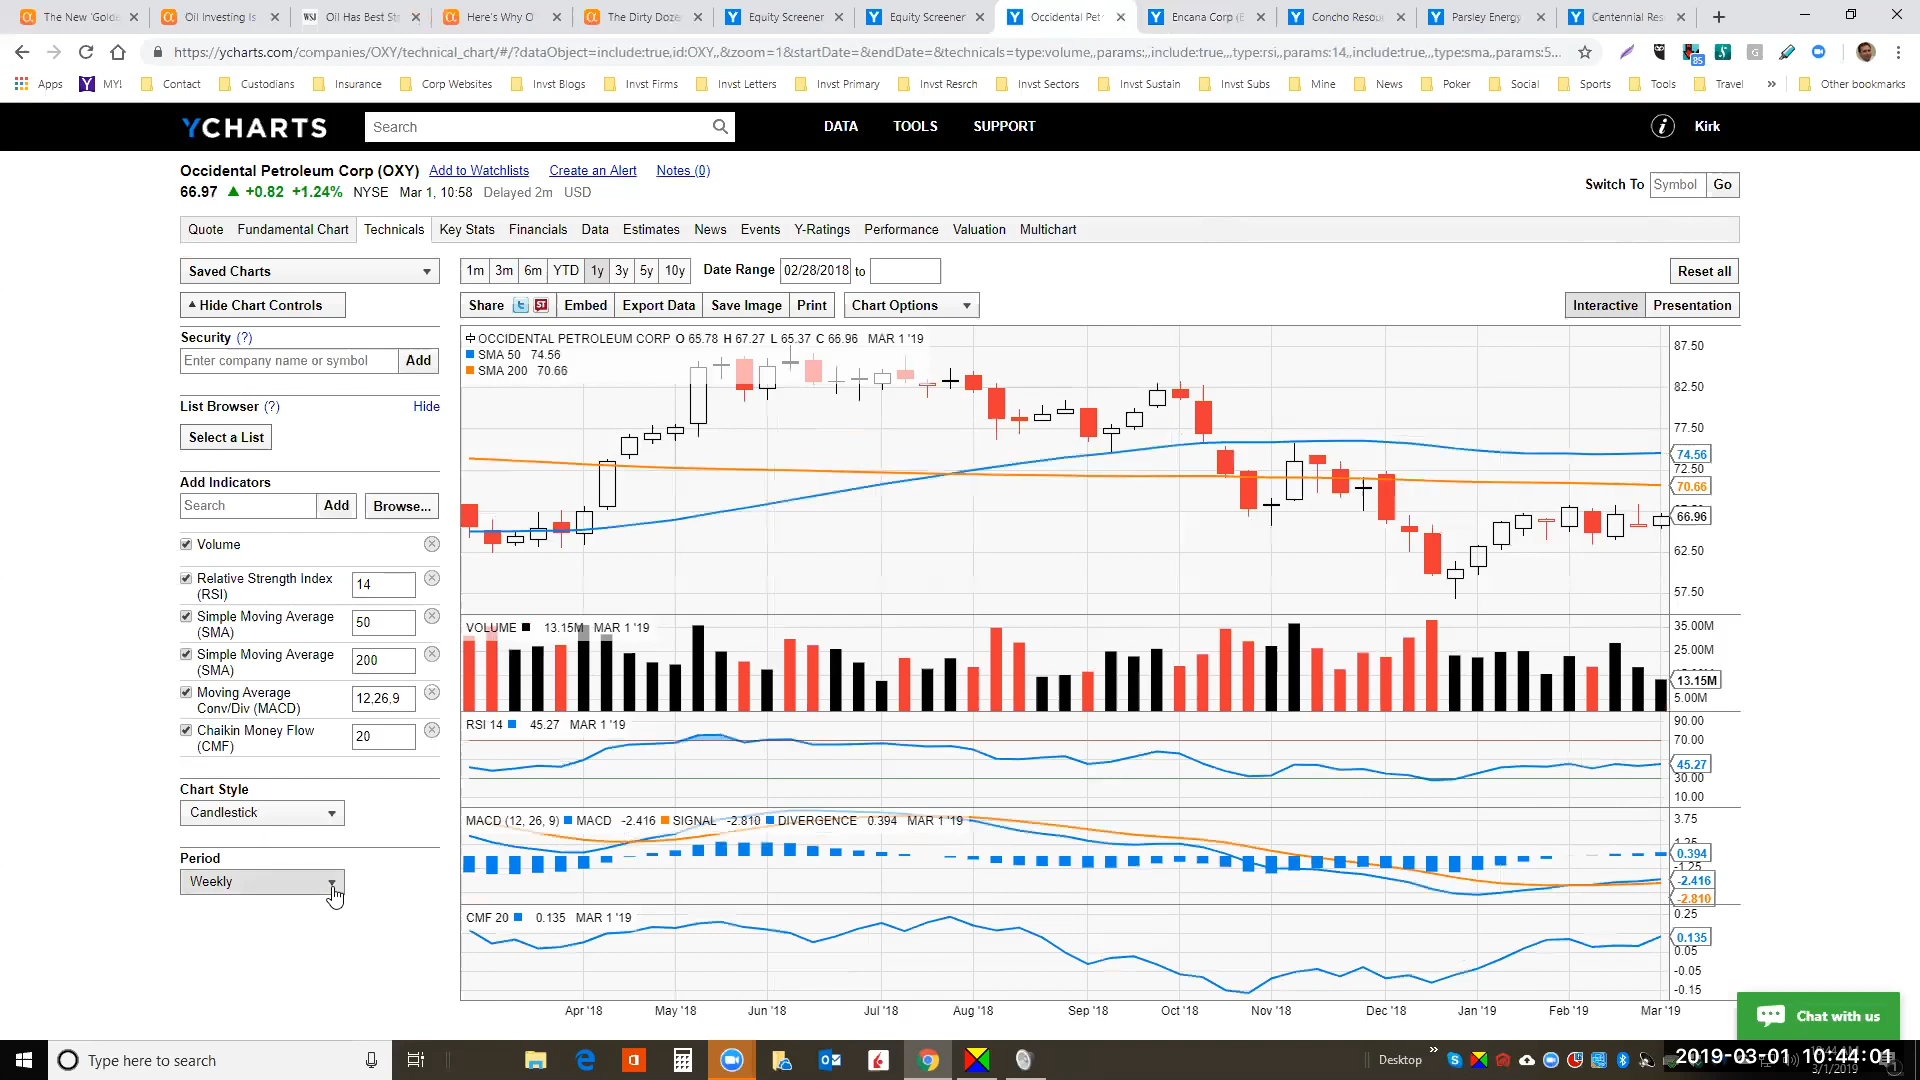 The New 'Gold
Oil Investing Is
WSJ
Oil Has Best St
Here's Why O
The Dirty Doze
Equity Screener
Equity Screener
Occidental Pet
Encana Corp (E
Concho Resou
Parsley Energy
Centennial Res
https://ycharts.com/companies/OXY/technical_chart/#/?dataObject=include:true,id:OXY,,&zoom=1&startDate=&endDate=&technicals=type:volume,,params:,,include:true,,,type:rsi,,params:14,,include:true,,,type:sma,,params:5...
85
Apps MY! Contact Custodians Insurance Corp Websites Invst Blogs Invst Firms Invst Letters Invst Primary Invst Resrch Invst Sectors Invst Sustain Invst Subs Mine News Poker Social Sports Tools Travel » Other bookmarks
YCHARTS Search DATA TOOLS SUPPORT i Kirk
Occidental Petroleum Corp (OXY) Add to Watchlists Create an Alert Notes (0)
66.97 +0.82 +1.24% NYSE Mar 1, 10:58 Delayed 2m USD
Switch To Symbol Go
Quote Fundamental Chart Technicals Key Stats Financials Data Estimates News Events Y-Ratings Performance Valuation Multichart
Saved Charts
1m 3m 6m YTD 1y 3y 5y 10y Date Range 02/28/2018 to
Reset all
Hide Chart Controls
Share Embed Export Data Save Image Print Chart Options
Interactive Presentation
Security (?)
Enter company name or symbol Add
List Browser (?) Hide
Select a List
Add Indicators
Search Add Browse...
Volume
Relative Strength Index
(RSI)
14
Simple Moving Average
(SMA)
50
Simple Moving Average
(SMA)
200
Moving Average
Conv/Div (MACD)
12,26,9
Chaikin Money Flow
(CMF)
20
Chart Style
Candlestick
Period
Weekly
OCCIDENTAL PETROLEUM CORP O 65.78 H 67.27 L 65.37 C 66.96 MAR 1 '19
SMA 50 74.56
SMA 200 70.66
87.50
82.50
77.50
74.56
72.50
70.66
66.96
62.50
57.50
VOLUME 13.15M MAR 1 '19
35.00M
25.00M
13.15M
5.00M
RSI 14 45.27 MAR 1 '19
90.00
70.00
45.27
30.00
10.00
MACD (12, 26, 9) MACD -2.416 SIGNAL -2.810 DIVERGENCE 0.394 MAR 1 '19
3.75
0.394
-1.25
-2.416
-2.810
CMF 20 0.135 MAR 1 '19
0.25
0.135
0.05
-0.05
-0.15
Apr '18 May '18 Jun '18 Jul '18 Aug '18 Sep '18 Oct '18 Nov '18 Dec '18 Jan '19 Feb '19 Mar '19
Chat with us
Type here to search
Desktop
2019-03-01 10:44:01
3/1/2019